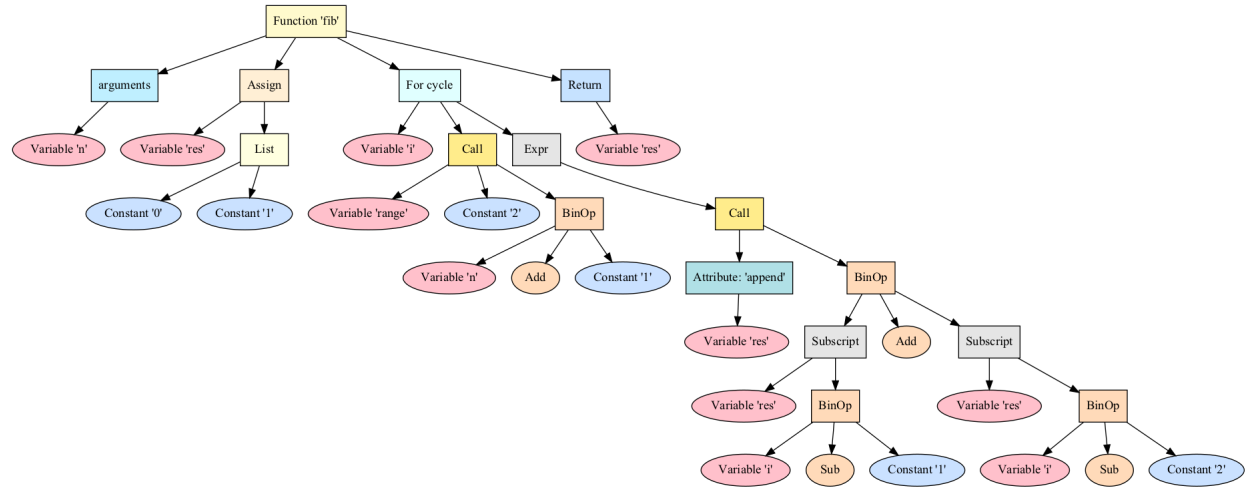 Function 'fib'
arguments
Assign
For cycle
Return
Variable 'n'
Variable 'res'
List
Variable 'i'
Call
Expr
Variable 'res'
Constant '0'
Constant '1'
Variable 'range'
Constant '2'
BinOp
Call
Variable 'n'
Add
Constant '1'
Attribute: 'append'
BinOp
Variable 'res'
Subscript
Add
Subscript
Variable 'res'
BinOp
Variable 'res'
BinOp
Variable 'i'
Sub
Constant '1'
Variable 'i'
Sub
Constant '2'